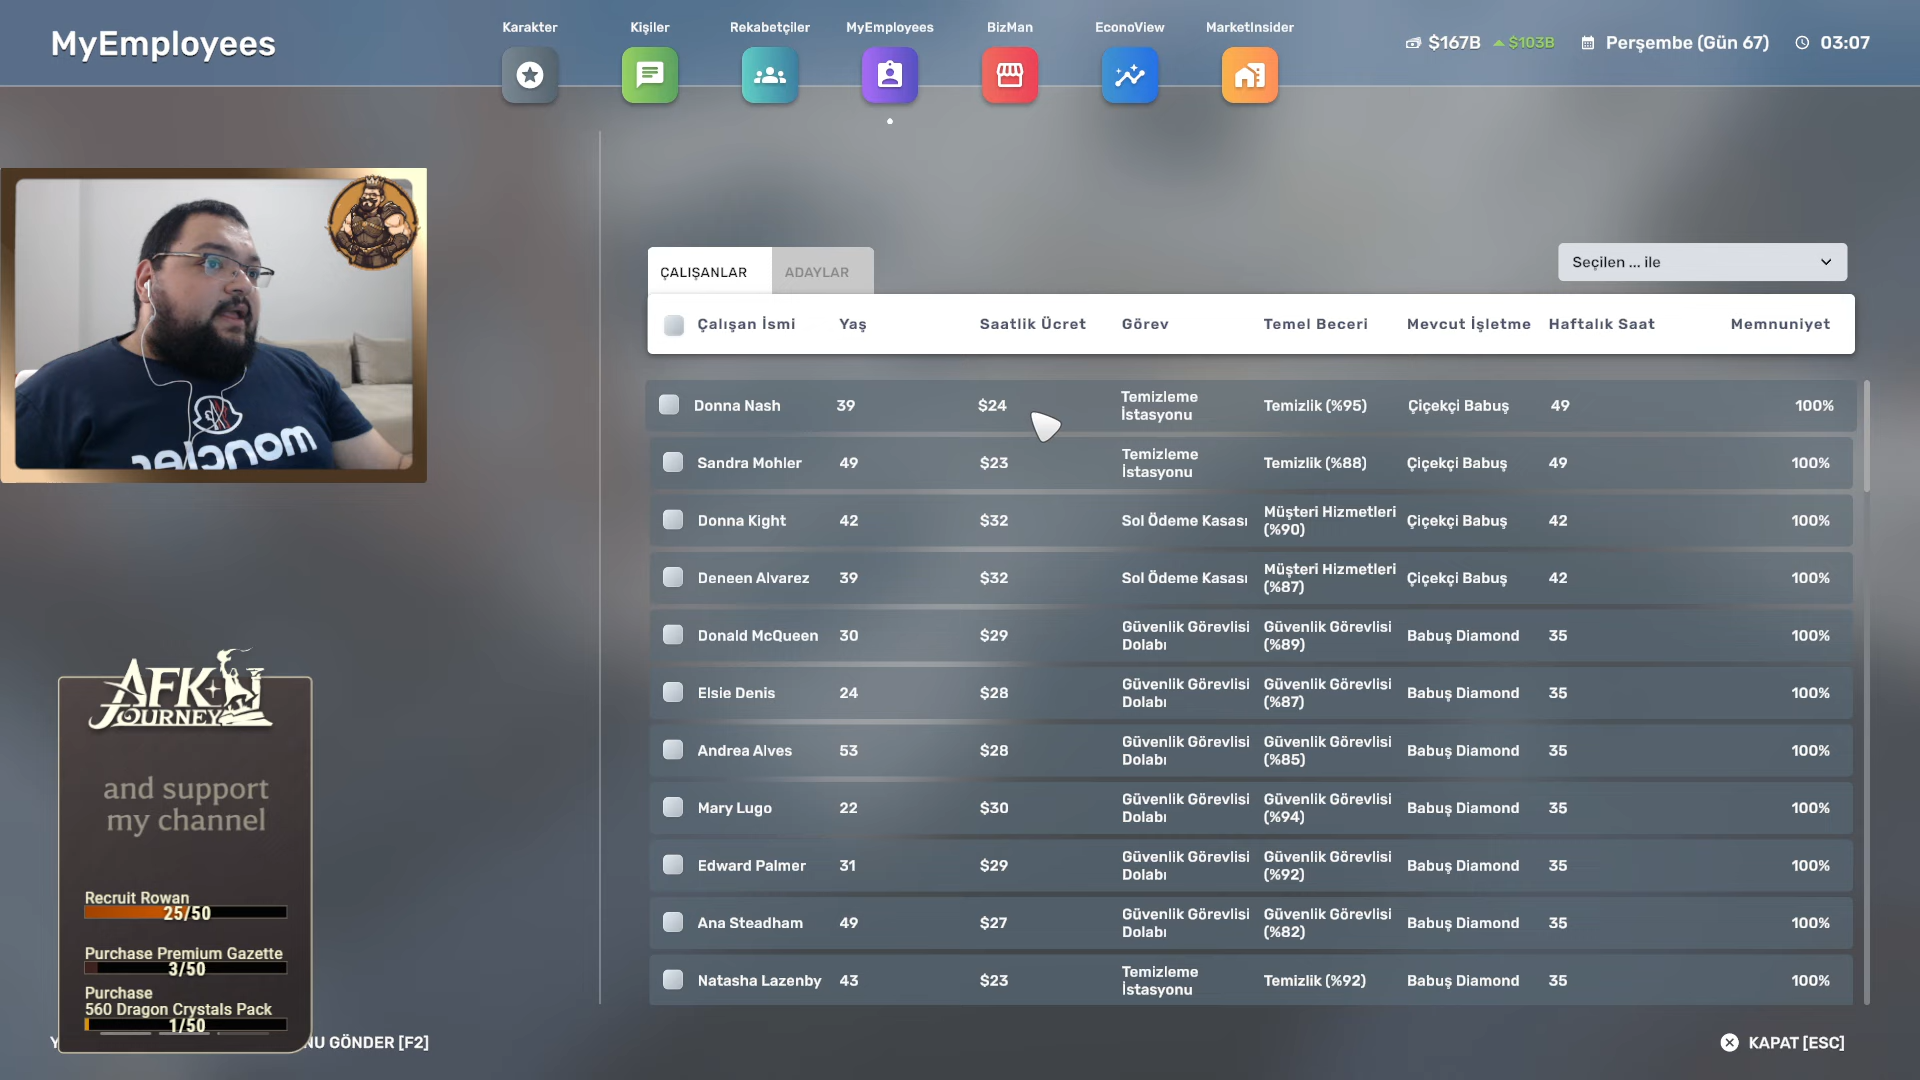 MyEmployees
Karakter
Kişiler
Rekabetçiler
MyEmployees
BizMan
EconoView
MarketInsider
$167B
$103B
Perşembe (Gün 67)
03:07
moncler
ÇALIŞANLAR
ADAYLAR
Seçilen ... ile
Çalışan İsmi Yaş Saatlik Ücret Görev Temel Beceri Mevcut İşletme Haftalık Saat Memnuniyet
Donna Nash 39 $24 Temizleme İstasyonu Temizlik (%95) Çiçekçi Babuş 49 100%
Sandra Mohler 49 $23 Temizleme İstasyonu Temizlik (%88) Çiçekçi Babuş 49 100%
Donna Kight 42 $32 Sol Ödeme Kasası Müşteri Hizmetleri (%90) Çiçekçi Babuş 42 100%
Deneen Alvarez 39 $32 Sol Ödeme Kasası Müşteri Hizmetleri (%87) Çiçekçi Babuş 42 100%
Donald McQueen 30 $29 Güvenlik Görevlisi Dolabı Güvenlik Görevlisi (%89) Babuş Diamond 35 100%
Elsie Denis 24 $28 Güvenlik Görevlisi Dolabı Güvenlik Görevlisi (%87) Babuş Diamond 35 100%
Andrea Alves 53 $28 Güvenlik Görevlisi Dolabı Güvenlik Görevlisi (%85) Babuş Diamond 35 100%
Mary Lugo 22 $30 Güvenlik Görevlisi Dolabı Güvenlik Görevlisi (%94) Babuş Diamond 35 100%
Edward Palmer 31 $29 Güvenlik Görevlisi Dolabı Güvenlik Görevlisi (%92) Babuş Diamond 35 100%
Ana Steadham 49 $27 Güvenlik Görevlisi Dolabı Güvenlik Görevlisi (%82) Babuş Diamond 35 100%
Natasha Lazenby 43 $23 Temizleme İstasyonu Temizlik (%92) Babuş Diamond 35 100%
AFK
JOURNEY
and support
my channel
Recruit Rowan
25/50
Purchase Premium Gazette
3/50
Purchase
560 Dragon Crystals Pack
1/50
GÖNDER [F2]
KAPAT [ESC]